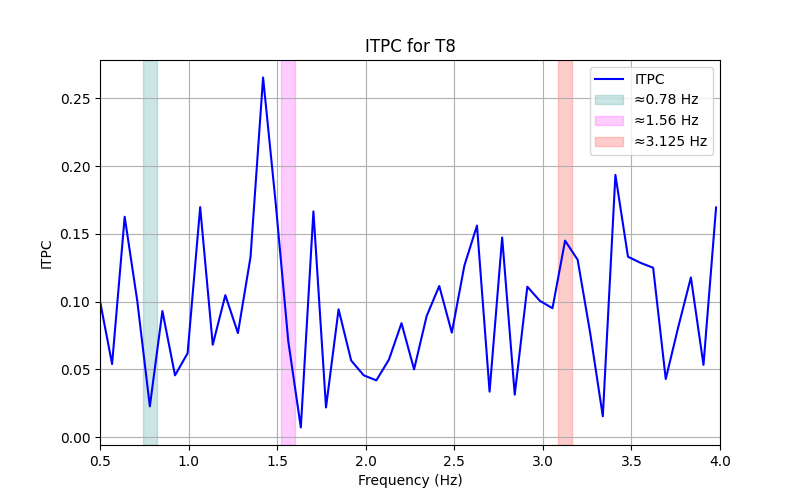 ITPC for T8
ITPC
≈0.78 Hz
≈1.56 Hz
≈3.125 Hz
0.25
0.20
0.15
0.10
0.05
0.00
ITPC
0.5 1.0 1.5 2.0 2.5 3.0 3.5 4.0
Frequency (Hz)